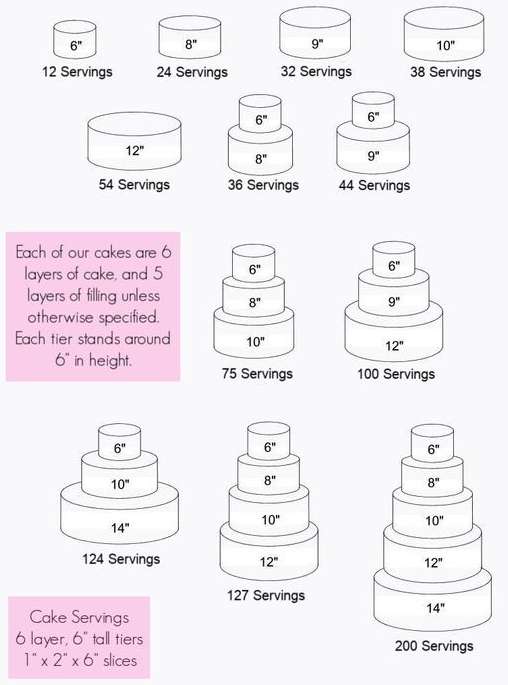 6"
8"
9"
10"
12 Servings
24 Servings
32 Servings
38 Servings
12"
6"
8"
6"
9"
54 Servings
36 Servings
44 Servings
Each of our cakes are 6
layers of cake, and 5
layers of filling unless
otherwise specified.
Each tier stands around
6" in height.
6"
8"
10"
75 Servings
6"
9"
12"
100 Servings
6"
10"
14"
124 Servings
6"
8"
10"
12"
127 Servings
6"
8"
10"
12"
14"
200 Servings
Cake Servings
6 layer, 6" tall tiers
1" x 2" x 6" slices